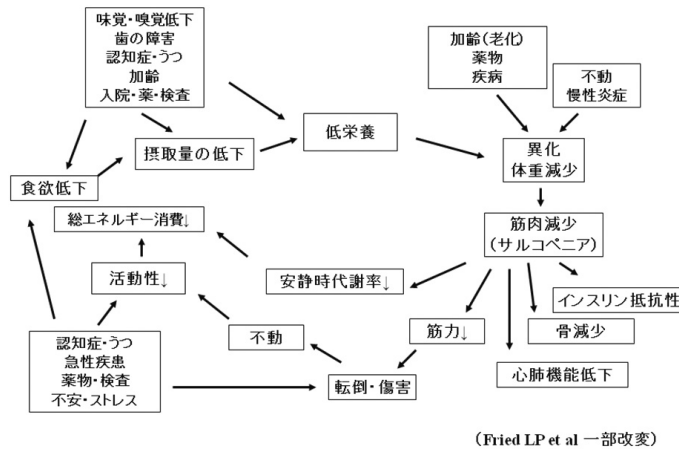 味覚・嗅覚低下
歯の障害
認知症・うつ
加齢
入院・薬・検査
加齢(老化)
薬物
疾病
不動
慢性炎症
低栄養
摂取量の低下
異化
体重減少
食欲低下
総エネルギー消費↓
筋肉減少
(サルコペニア)
活動性↓
安静時代謝率↓
インスリン抵抗性
認知症・うつ
急性疾患
薬物・検査
不安・ストレス
不動
筋力↓
骨減少
転倒・傷害
心肺機能低下
(Fried LP et al 一部改変)